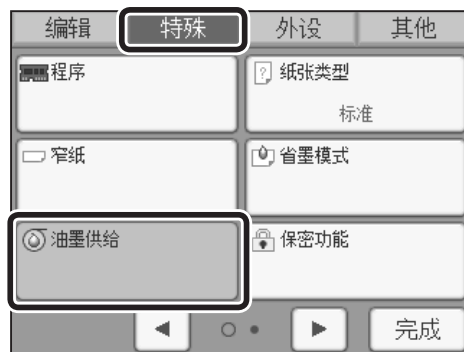 编辑 特殊 外设 其他
程序 纸张类型
标准
窄纸 省墨模式
油墨供给 保密功能
完成